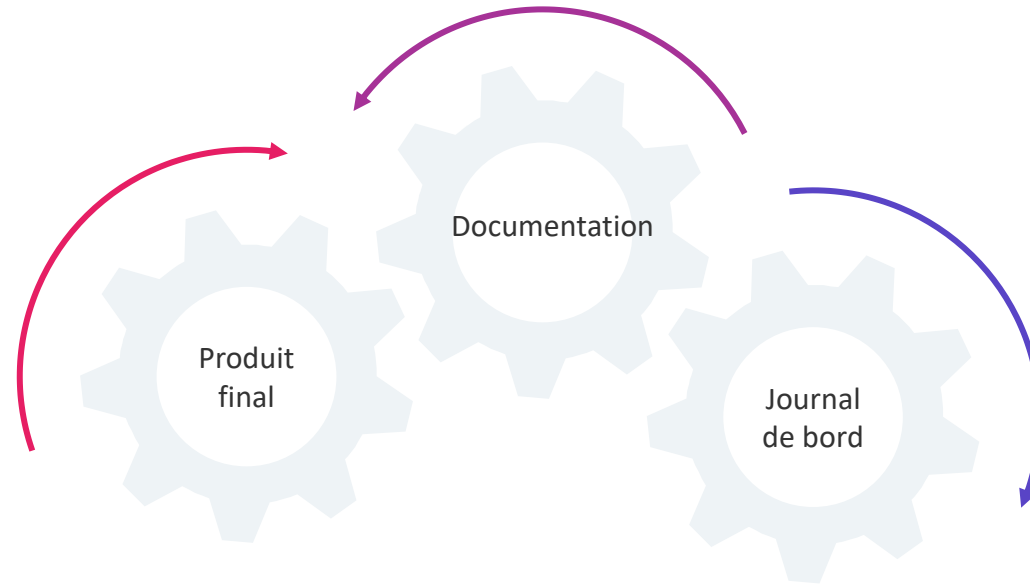 Produit
final
Documentation
Journal
de bord